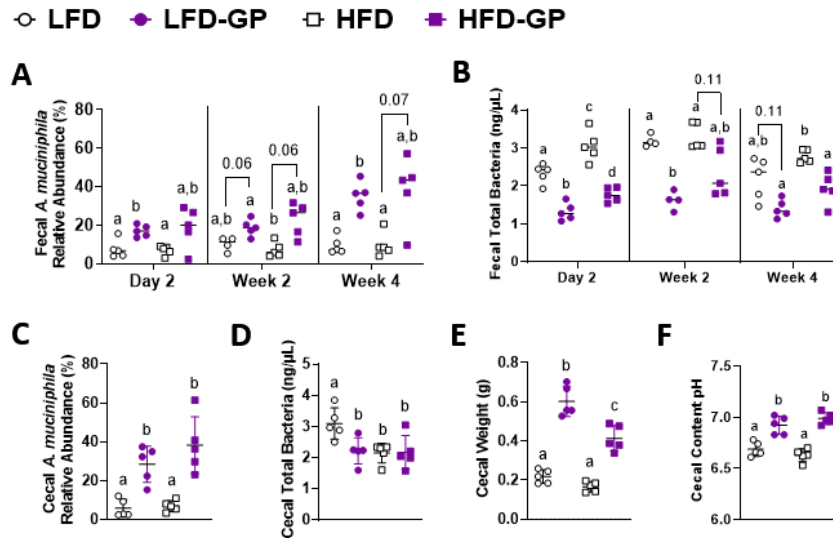 LFD LFD-GP HFD HFD-GP
A
Fecal A. muciniphila
Relative Abundance (%)
80
60
40
20
0
a b a a,b
0.06 0.06
a,b a b a,b
0.07
a b a a,b
Day 2 Week 2 Week 4
B
Fecal Total Bacteria (ng/μL)
4
3
2
1
0
a b c d
0.11
a b a a,b
0.11
a,b a b a
Day 2 Week 2 Week 4
C
Cecal A. muciniphila
Relative Abundance (%)
80
60
40
20
0
a b a b
D
Cecal Total Bacteria (ng/μL)
5
4
3
2
1
0
a b b b
E
Cecal Weight (g)
0.8
0.6
0.4
0.2
0.0
a b a c
F
Cecal Content pH
7.5
7.0
6.5
6.0
a b a b